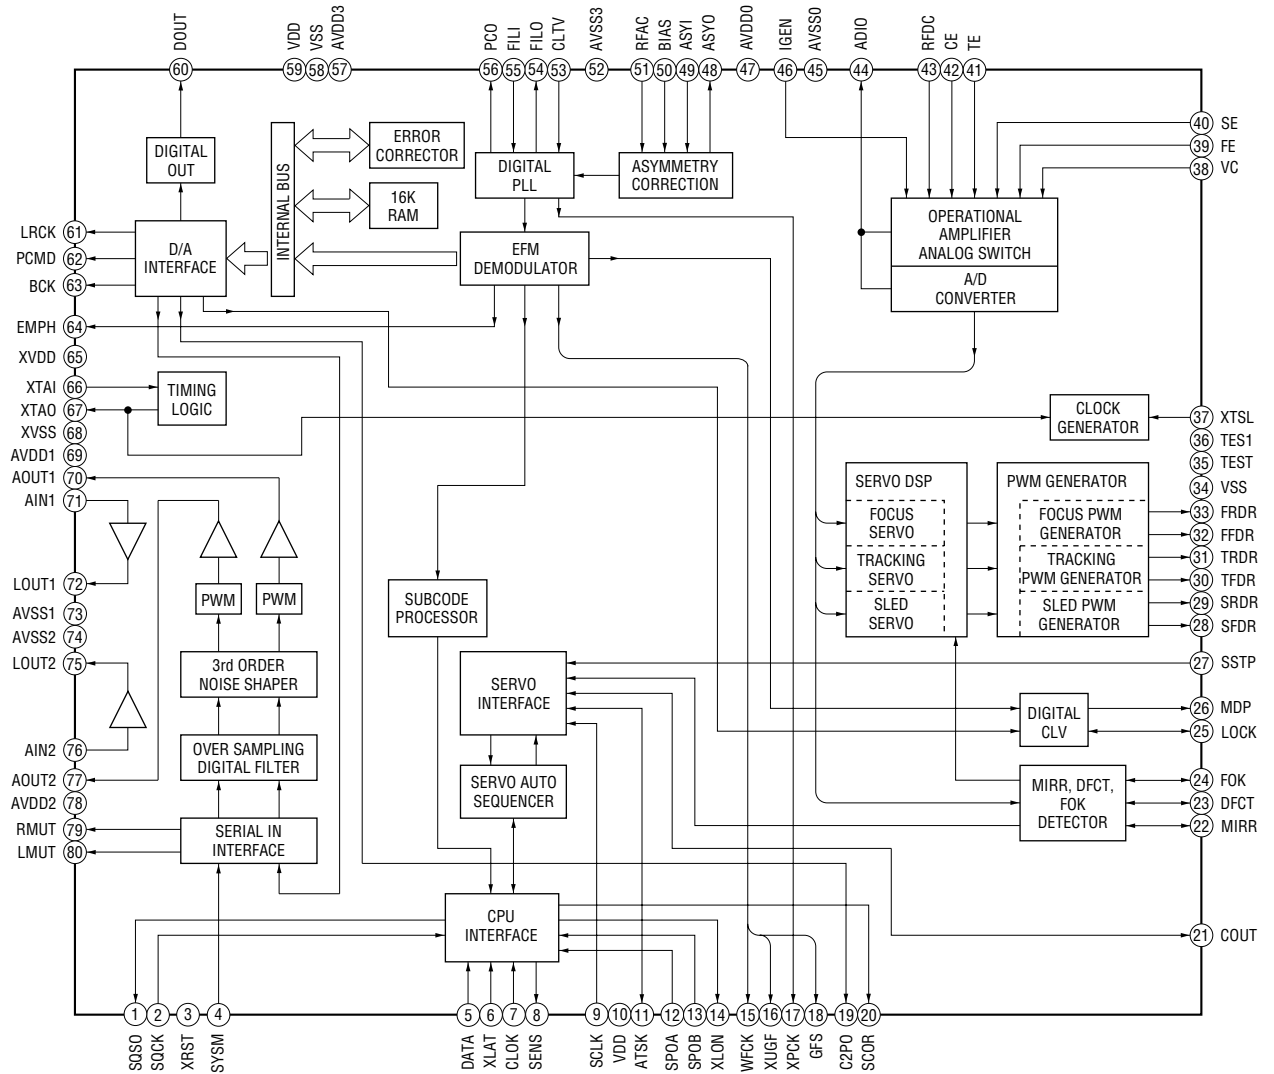 DOUT VDD VSS AVDD3 PCO FILI FILO CLTV AVSS3 RFAC BIAS ASYI ASYO AVDD0 IGEN AVSS0 ADIO RFDC CE TE
60 59 58 57 56 55 54 53 52 51 50 49 48 47 46 45 44 43 42 41
40 SE
39 FE
38 VC
DIGITAL
OUT
INTERNAL BUS
ERROR
CORRECTOR
16K
RAM
DIGITAL
PLL
ASYMMETRY
CORRECTION
OPERATIONAL
AMPLIFIER
ANALOG SWITCH
A/D
CONVERTER
LRCK 61
PCMD 62
BCK 63
D/A
INTERFACE
EFM
DEMODULATOR
EMPH 64
XVDD 65
XTAI 66
XTAO 67
XVSS 68
AVDD1 69
AOUT1 70
AIN1 71
TIMING
LOGIC
CLOCK
GENERATOR
37 XTSL
36 TES1
35 TEST
34 VSS
33 FRDR
32 FFDR
31 TRDR
30 TFDR
29 SRDR
28 SFDR
SERVO DSP
FOCUS
SERVO
TRACKING
SERVO
SLED
SERVO
PWM GENERATOR
FOCUS PWM
GENERATOR
TRACKING
PWM GENERATOR
SLED PWM
GENERATOR
LOUT1 72
AVSS1 73
AVSS2 74
LOUT2 75
AIN2 76
AOUT2 77
AVDD2 78
RMUT 79
LMUT 80
PWM PWM
3rd ORDER
NOISE SHAPER
OVER SAMPLING
DIGITAL FILTER
SERIAL IN
INTERFACE
SUBCODE
PROCESSOR
SERVO
INTERFACE
SERVO AUTO
SEQUENCER
CPU
INTERFACE
27 SSTP
DIGITAL
CLV
26 MDP
25 LOCK
MIRR, DFCT,
FOK
DETECTOR
24 FOK
23 DFCT
22 MIRR
21 COUT
1 2 3 4 5 6 7 8 9 10 11 12 13 14 15 16 17 18 19 20
SQSO SQCK XRST SYSM DATA XLAT CLOK SENS SCLK VDD ATSK SPOA SPOB XLON WFCK XUGF XPCK GFS C2PO SCOR